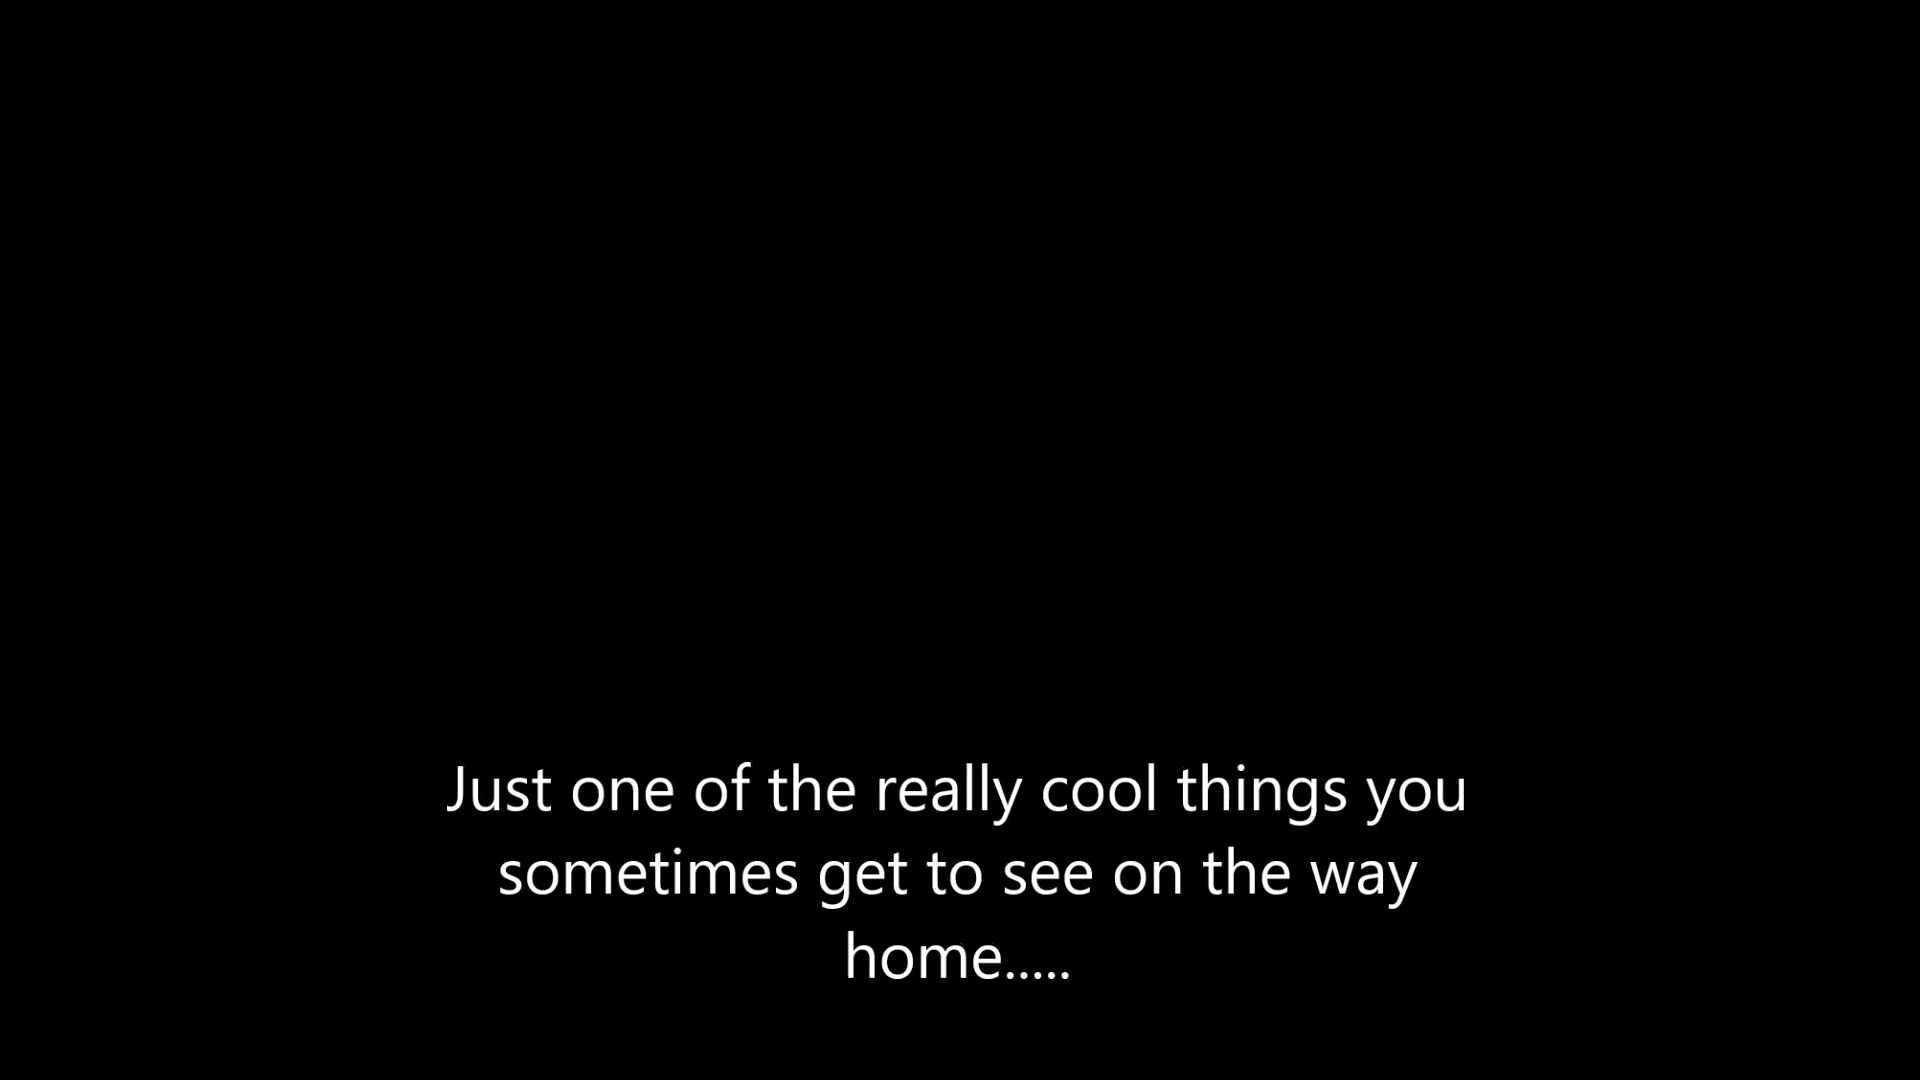 Just one of the really cool things you
sometimes get to see on the way
home.....